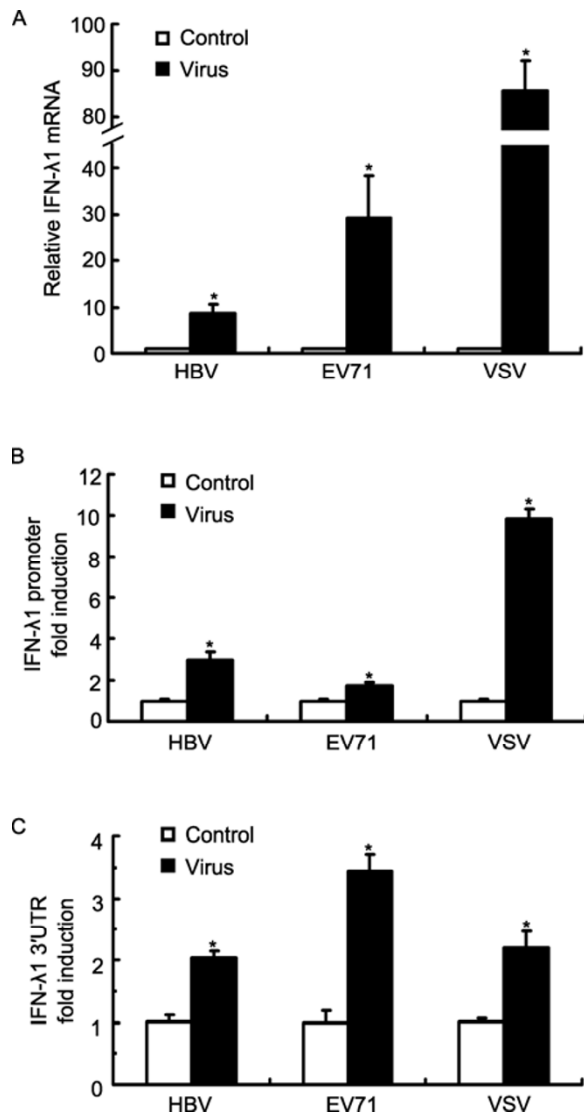 A
Control
Virus
Relative IFN-λ1 mRNA
100
90
80
40
30
20
10
0
*
*
*
HBV EV71 VSV
B
Control
Virus
IFN-λ1 promoter
fold induction
12
10
8
6
4
2
0
*
*
*
HBV EV71 VSV
C
Control
Virus
IFN-λ1 3'UTR
fold induction
4
3
2
1
0
*
*
*
HBV EV71 VSV